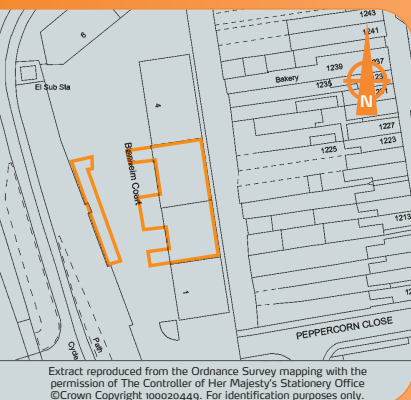 1243
1241
6
1239
237
Bakery
1235
El Sub Sta
4
N
1227
1223
1225
Blenheim Court
1213
1
PEPPERCORN CLOSE
Cycle
Path
Extract reproduced from the Ordnance Survey mapping with the
permission of The Controller of Her Majesty's Stationery Office
©Crown Copyright 100020449. For identification purposes only.